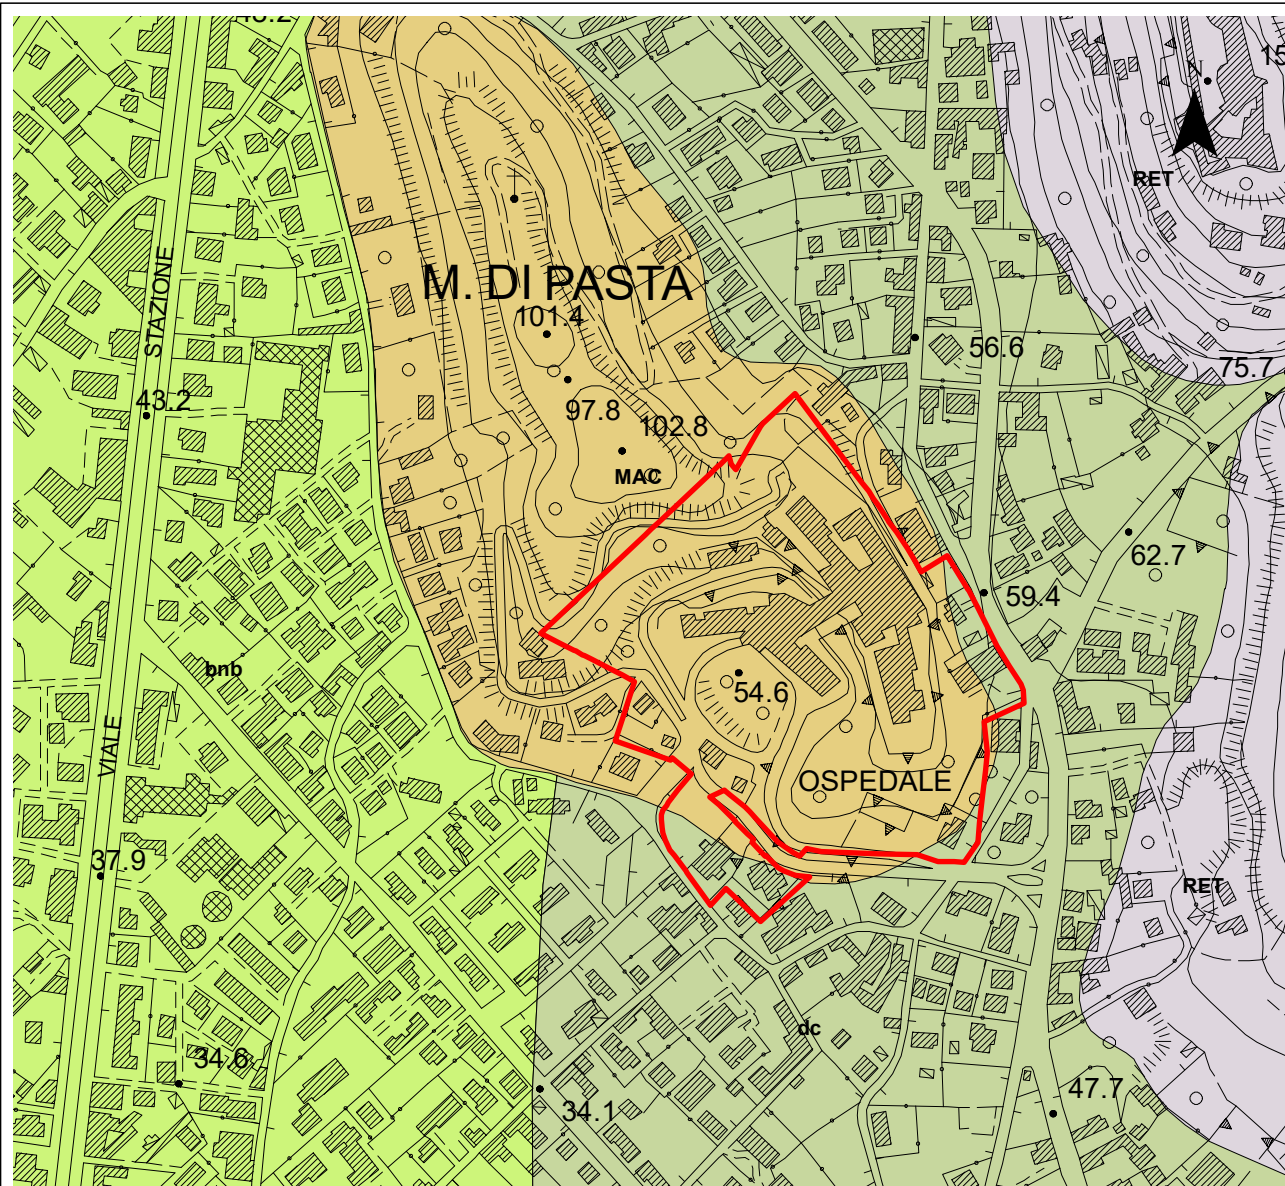 N
RET
STAZIONE
M. DI PASTA
101.4
56.6
75.7
43.2
97.8
102.8
MAC
62.7
59.4
bnb
54.6
VIALE
OSPEDALE
37.9
RET
dc
34.6
34.1
47.7